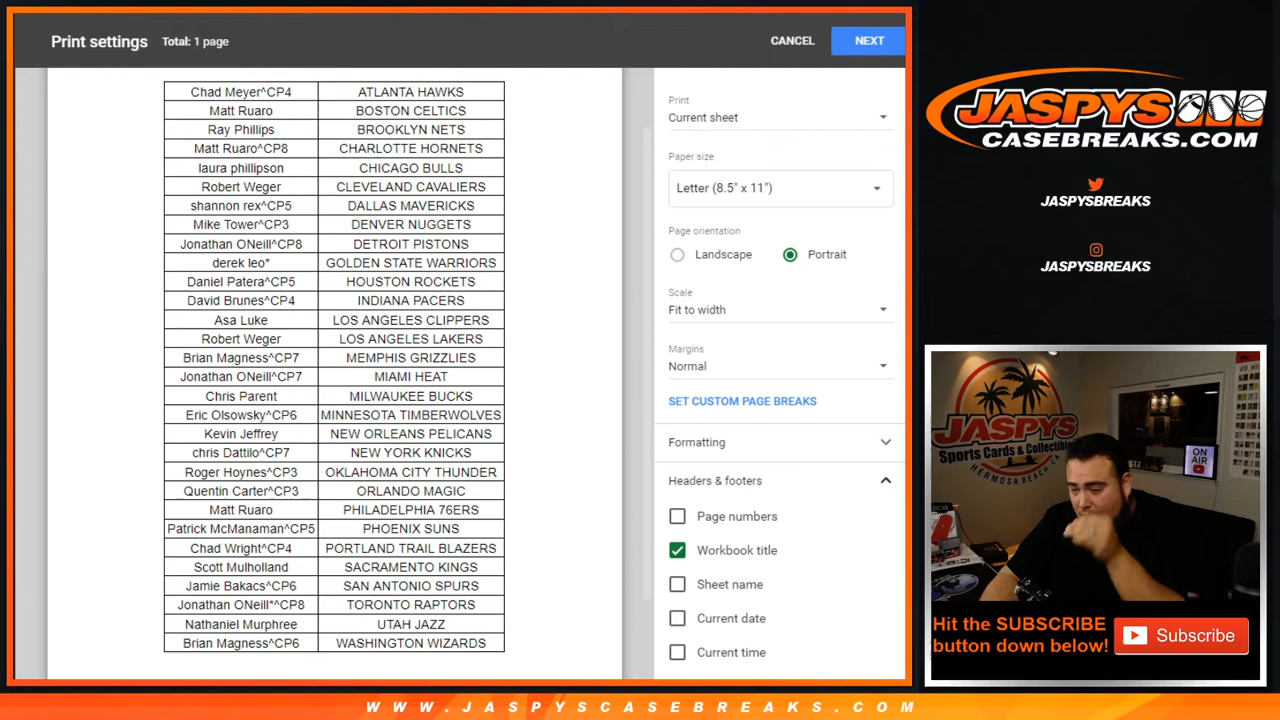 Print settings Total: 1 page CANCEL NEXT
Chad Meyer^CP4 ATLANTA HAWKS
Matt Ruaro BOSTON CELTICS
Ray Phillips BROOKLYN NETS
Matt Ruaro^CP8 CHARLOTTE HORNETS
laura phillipson CHICAGO BULLS
Robert Weger CLEVELAND CAVALIERS
shannon rex^CP5 DALLAS MAVERICKS
Mike Tower^CP3 DENVER NUGGETS
Jonathan ONeill^CP8 DETROIT PISTONS
derek leo* GOLDEN STATE WARRIORS
Daniel Patera^CP5 HOUSTON ROCKETS
David Brunes^CP4 INDIANA PACERS
Asa Luke LOS ANGELES CLIPPERS
Robert Weger LOS ANGELES LAKERS
Brian Magness^CP7 MEMPHIS GRIZZLIES
Jonathan ONeill^CP7 MIAMI HEAT
Chris Parent MILWAUKEE BUCKS
Eric Olsowsky^CP6 MINNESOTA TIMBERWOLVES
Kevin Jeffrey NEW ORLEANS PELICANS
chris Dattilo^CP7 NEW YORK KNICKS
Roger Hoynes^CP3 OKLAHOMA CITY THUNDER
Quentin Carter^CP3 ORLANDO MAGIC
Matt Ruaro PHILADELPHIA 76ERS
Patrick McManaman^CP5 PHOENIX SUNS
Chad Wright^CP4 PORTLAND TRAIL BLAZERS
Scott Mulholland SACRAMENTO KINGS
Jamie Bakacs^CP6 SAN ANTONIO SPURS
Jonathan ONeill*^CP8 TORONTO RAPTORS
Nathaniel Murphree UTAH JAZZ
Brian Magness^CP6 WASHINGTON WIZARDS
Print
Current sheet
Paper size
Letter (8.5" x 11")
Page orientation
Landscape Portrait
Scale
Fit to width
Margins
Normal
SET CUSTOM PAGE BREAKS
Formatting
Headers & footers
Page numbers
Workbook title
Sheet name
Current date
Current time
JASPYS
CASEBREAKS.COM
JASPYSBREAKS
JASPYSBREAKS
JASPYS
Sports Cards & Collectibles
HERMOSA BEACH CA
ON
AIR
Hit the SUBSCRIBE
button down below!
Subscribe
WWW.JASPYSCASEBREAKS.COM